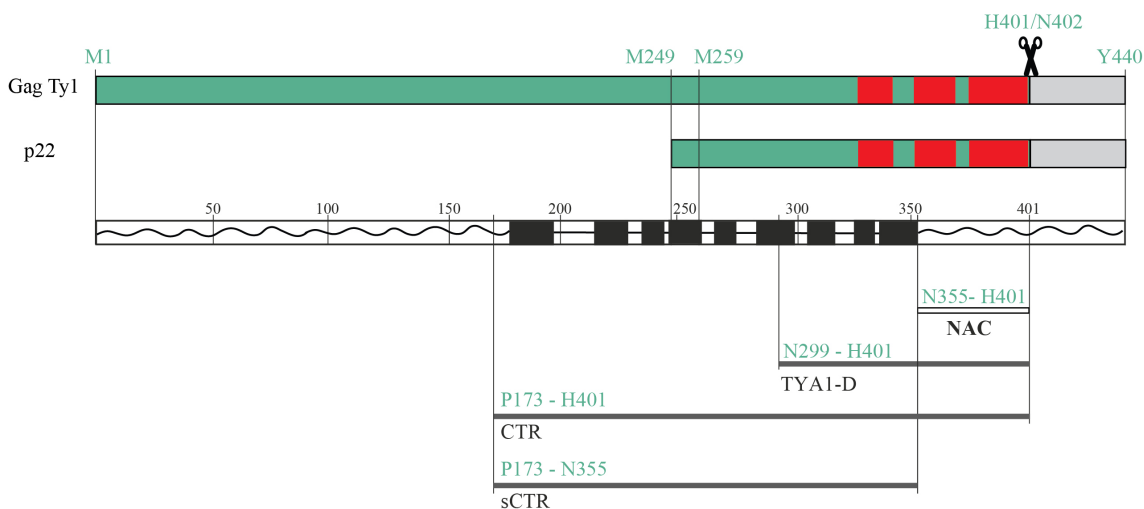 H401/N402
M1
M249
M259
Y440
Gag Ty1
p22
50
100
150
200
250
300
350
401
N355- H401
NAC
N299 - H401
TYA1-D
P173 - H401
CTR
P173 - N355
sCTR